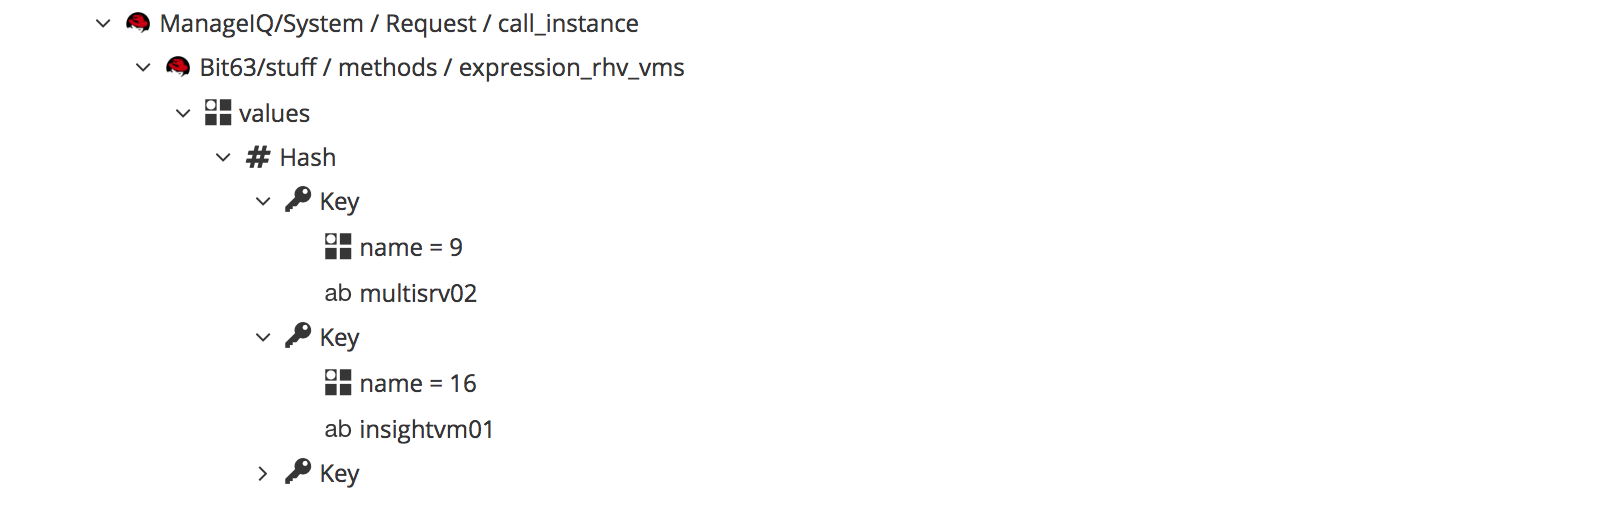 ManageIQ/System / Request / call_instance
Bit63/stuff / methods / expression_rhv_vms
values
# Hash
Key
name = 9
ab multisrv02
Key
name = 16
ab insightvm01
Key